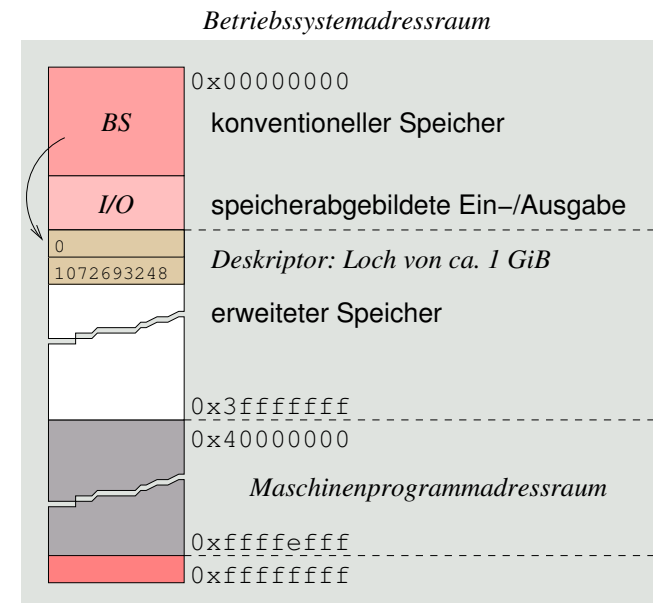 Betriebssystemadressraum
0x00000000
BS
konventioneller Speicher
I/O
speicherabgebildete Ein–/Ausgabe
0
Deskriptor: Loch von ca. 1 GiB
1072693248
erweiteter Speicher
0x3fffffff
0x40000000
Maschinenprogrammadressraum
0xffffefff
0xffffffff